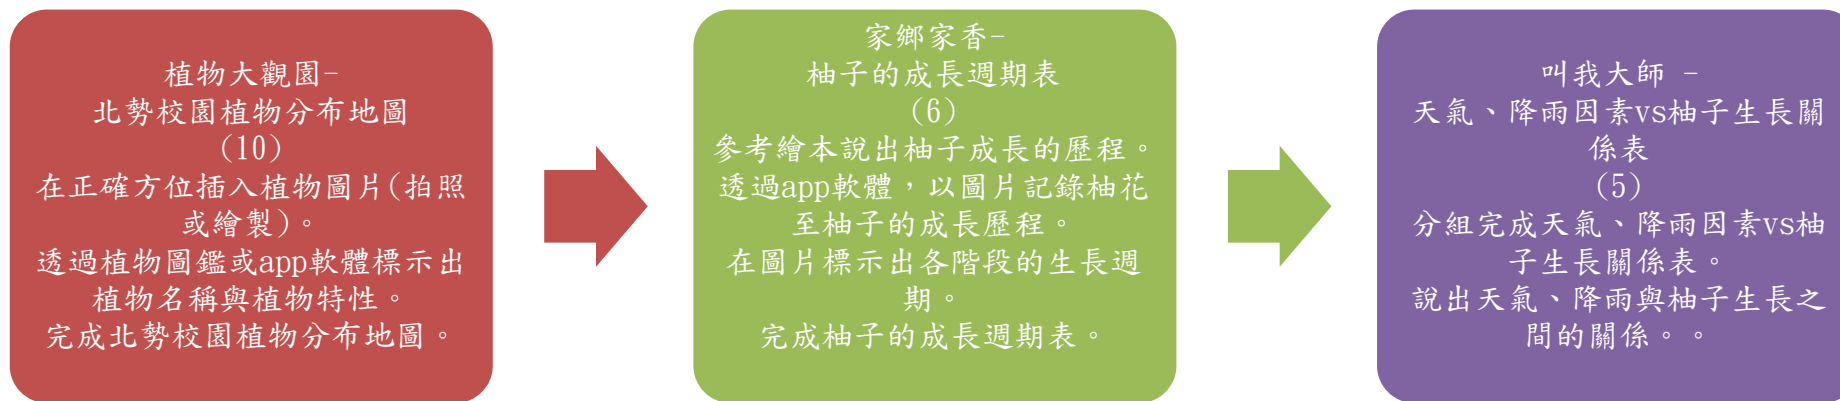 植物大觀園-
北勢校園植物分布地圖
(10)
在正確方位插入植物圖片(拍照
或繪製)。
透過植物圖鑑或app軟體標示出
植物名稱與植物特性。
完成北勢校園植物分布地圖。
家鄉家香-
柚子的成長週期表
(6)
參考繪本說出柚子成長的歷程。
透過app軟體，以圖片記錄柚花
至柚子的成長歷程。
在圖片標示出各階段的生長週
期。
完成柚子的成長週期表。
叫我大師 -
天氣、降雨因素vs柚子生長關
係表
(5)
分組完成天氣、降雨因素vs柚
子生長關係表。
說出天氣、降雨與柚子生長之
間的關係。。